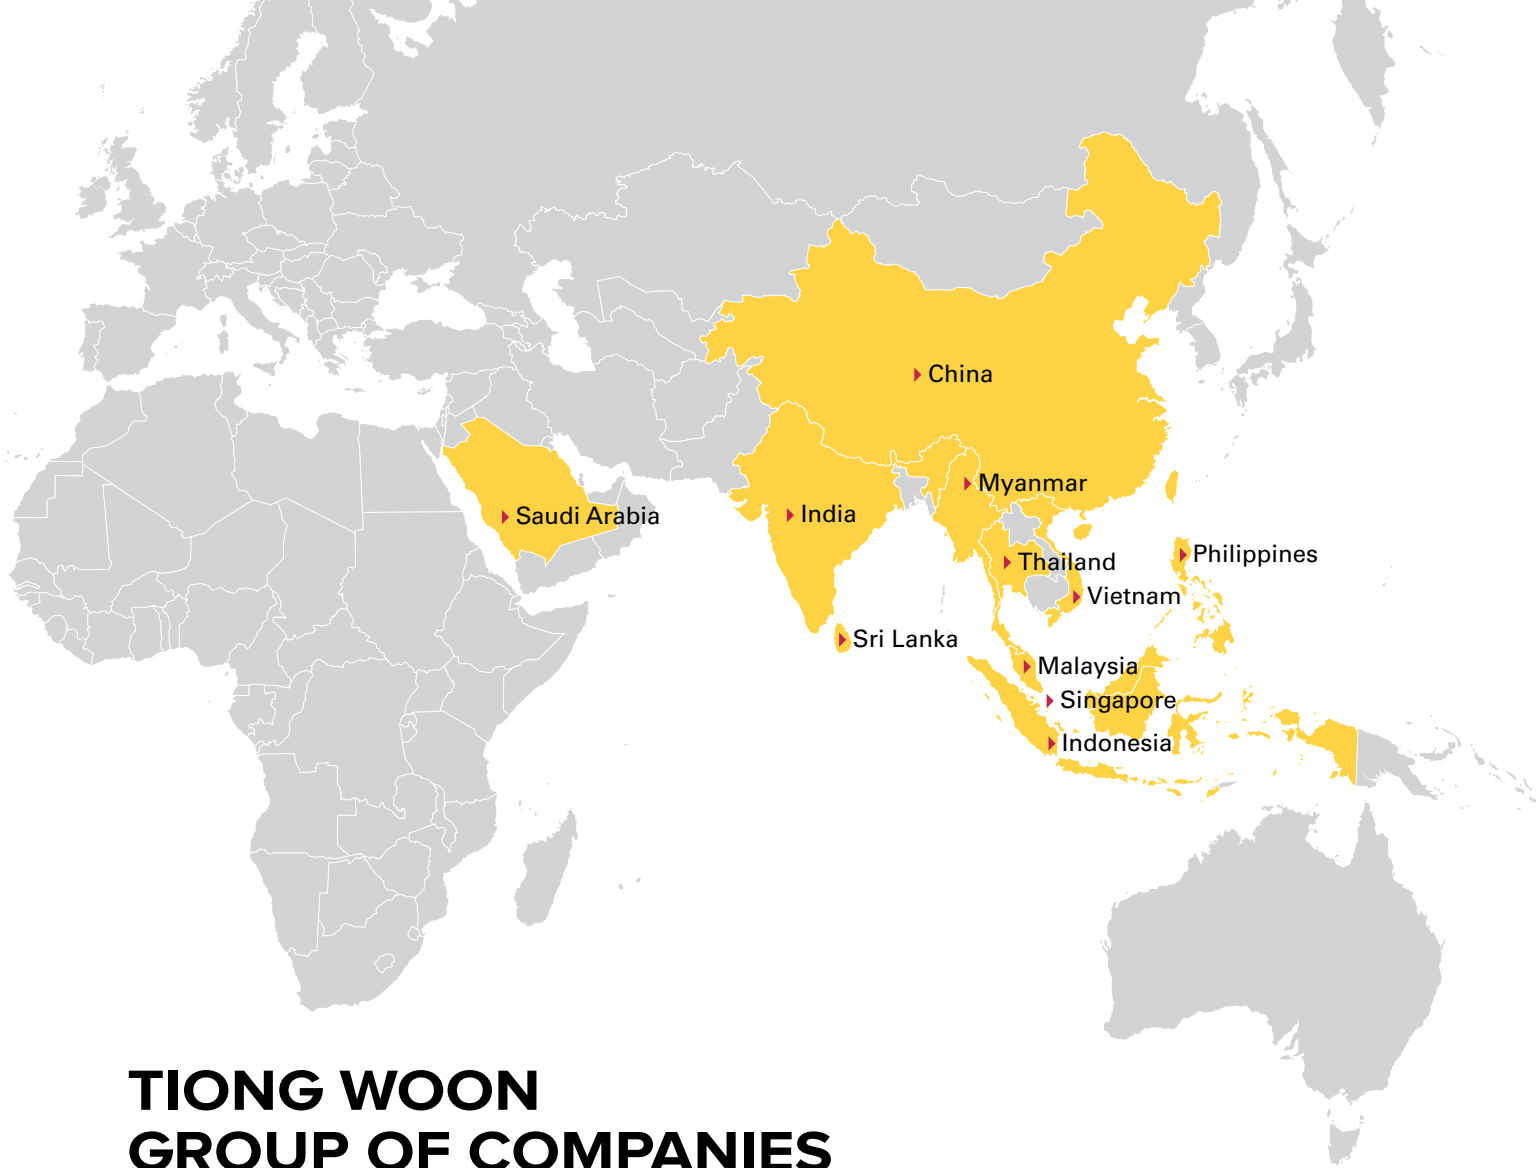 China
Myanmar
India
Saudi Arabia
Philippines
Thailand
Vietnam
Sri Lanka
Malaysia
Singapore
Indonesia
TIONG WOON
GROUP OF COMPANIES